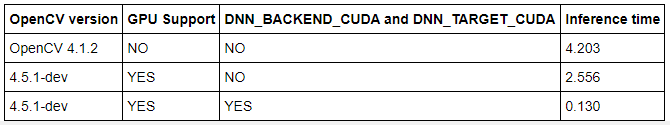 OpenCV version GPU Support DNN_BACKEND_CUDA and DNN_TARGET_CUDA Inference time
OpenCV 4.1.2 NO NO 4.203
4.5.1-dev YES NO 2.556
4.5.1-dev YES YES 0.130